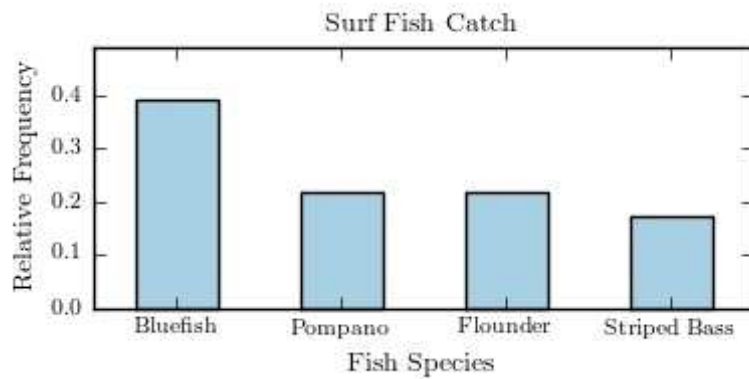 Surf Fish Catch
Relative Frequency
0.4
0.3
0.2
0.1
0.0
Bluefish Pompano Flounder Striped Bass
Fish Species